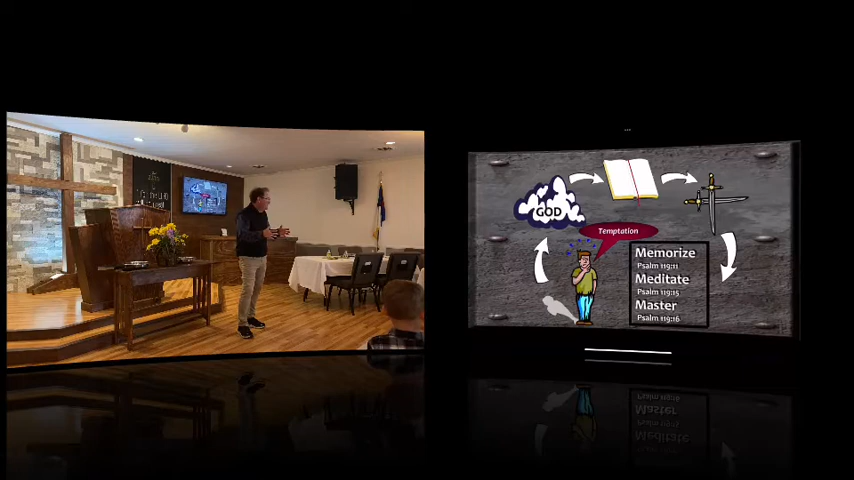 GOD
Temptation
Memorize
Psalm 119:11
Meditate
Psalm 119:15
Master
Psalm 119:16